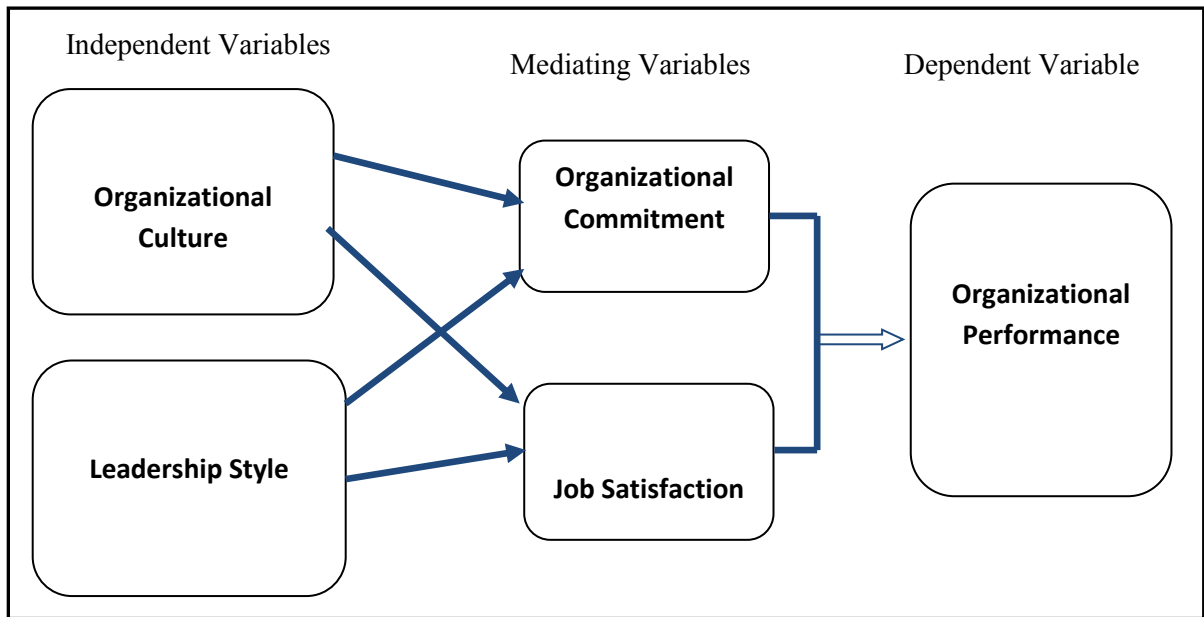 Independent Variables
Mediating Variables
Dependent Variable
Organizational
Culture
Organizational
Commitment
Organizational
Performance
Leadership Style
Job Satisfaction